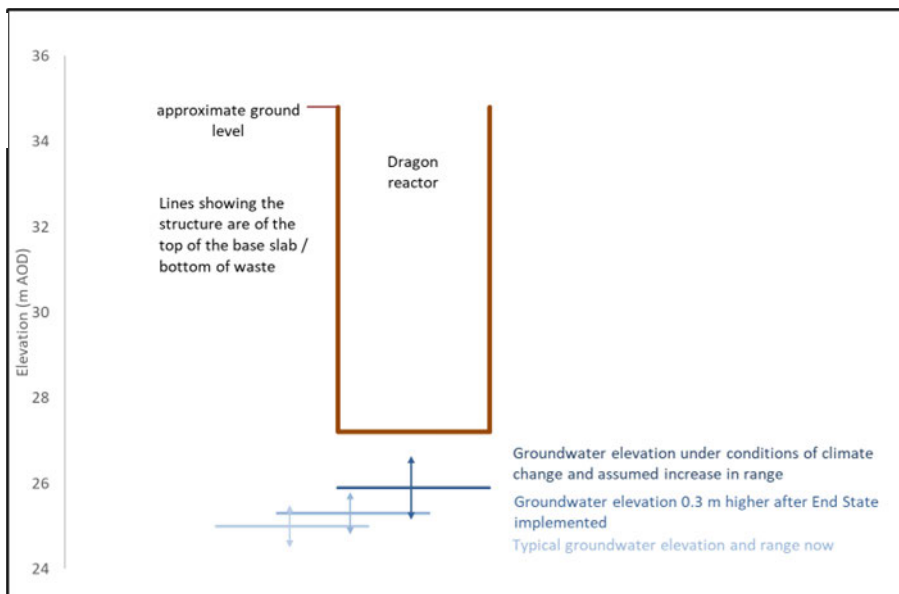 36
approximate ground
level
34
Dragon
reactor
Lines showing the
structure are of the
top of the base slab /
bottom of waste
32
Elevation (m AOD)
30
28
Groundwater elevation under conditions of climate
change and assumed increase in range
26
Groundwater elevation 0.3 m higher after End State
implemented
Typical groundwater elevation and range now
24